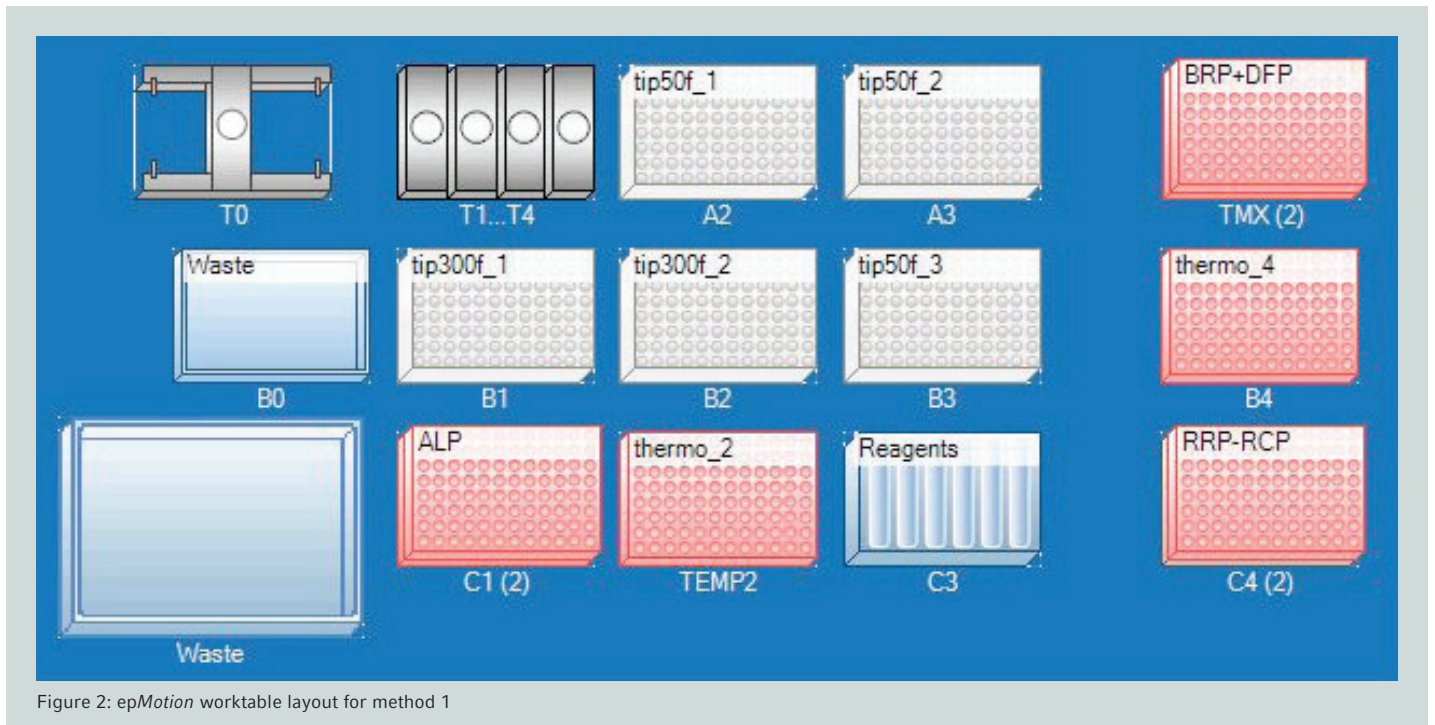 tip50f_1
tip50f_2
BRP+DFP
T0
T1...T4
A2
A3
TMX (2)
Waste
tip300f_1
tip300f_2
tip50f_3
thermo_4
B0
B1
B2
B3
B4
ALP
thermo_2
Reagents
RRP-RCP
C1 (2)
TEMP2
C3
C4 (2)
Waste
Figure 2: epMotion worktable layout for method 1